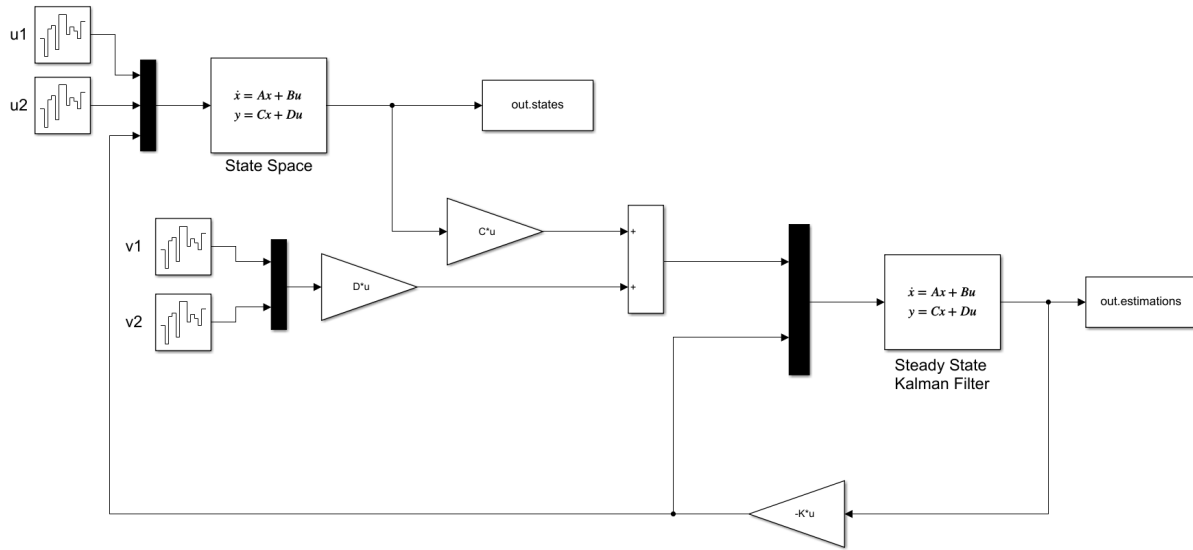 u1
u2
ẋ = Ax + Bu
y = Cx + Du
State Space
out.states
C*u
+
+
v1
v2
D*u
ẋ = Ax + Bu
y = Cx + Du
Steady State
Kalman Filter
out.estimations
-K*u